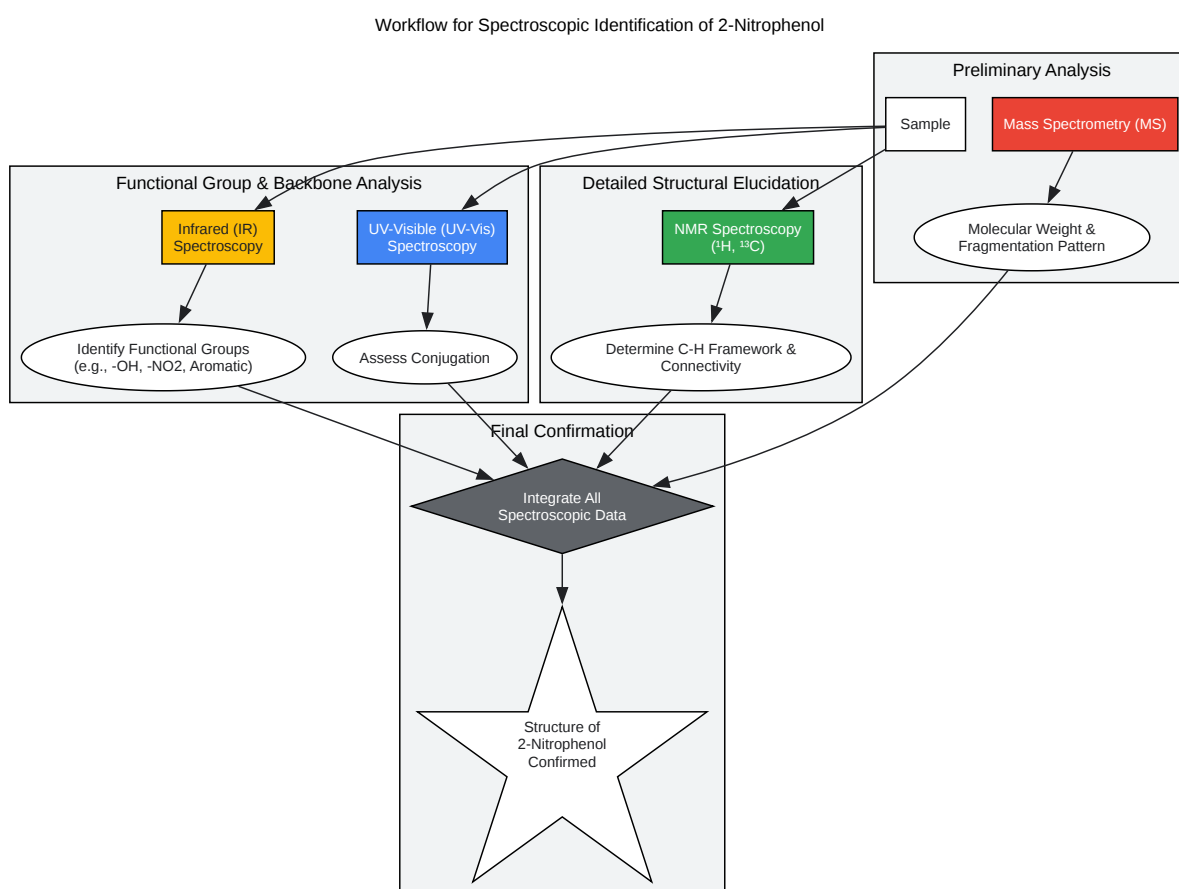 Workflow for Spectroscopic Identification of 2-Nitrophenol
Preliminary Analysis
Sample
Mass Spectrometry (MS)
Molecular Weight &
Fragmentation Pattern
Functional Group & Backbone Analysis
Infrared (IR)
Spectroscopy
UV-Visible (UV-Vis)
Spectroscopy
Identify Functional Groups
(e.g., -OH, -NO2, Aromatic)
Assess Conjugation
Detailed Structural Elucidation
NMR Spectroscopy
(¹H, ¹³C)
Determine C-H Framework &
Connectivity
Final Confirmation
Integrate All
Spectroscopic Data
Structure of
2-Nitrophenol
Confirmed